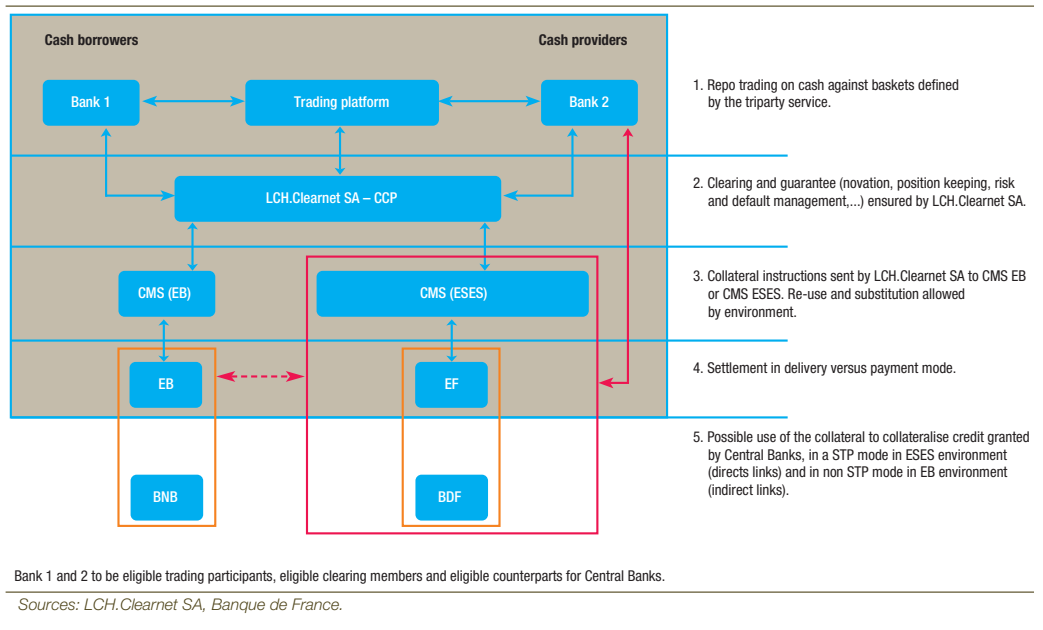 Cash borrowers
Cash providers
Bank 1
Trading platform
Bank 2
1. Repo trading on cash against baskets defined
by the triparty service.
LCH.Clearnet SA – CCP
2. Clearing and guarantee (novation, position keeping, risk
and default management,...) ensured by LCH.Clearnet SA.
CMS (EB)
CMS (ESES)
3. Collateral instructions sent by LCH.Clearnet SA to CMS EB
or CMS ESES. Re-use and substitution allowed
by environment.
EB
EF
4. Settlement in delivery versus payment mode.
BNB
BDF
5. Possible use of the collateral to collateralise credit granted
by Central Banks, in a STP mode in ESES environment
(directs links) and in non STP mode in EB environment
(indirect links).
Bank 1 and 2 to be eligible trading participants, eligible clearing members and eligible counterparts for Central Banks.
Sources: LCH.Clearnet SA, Banque de France.